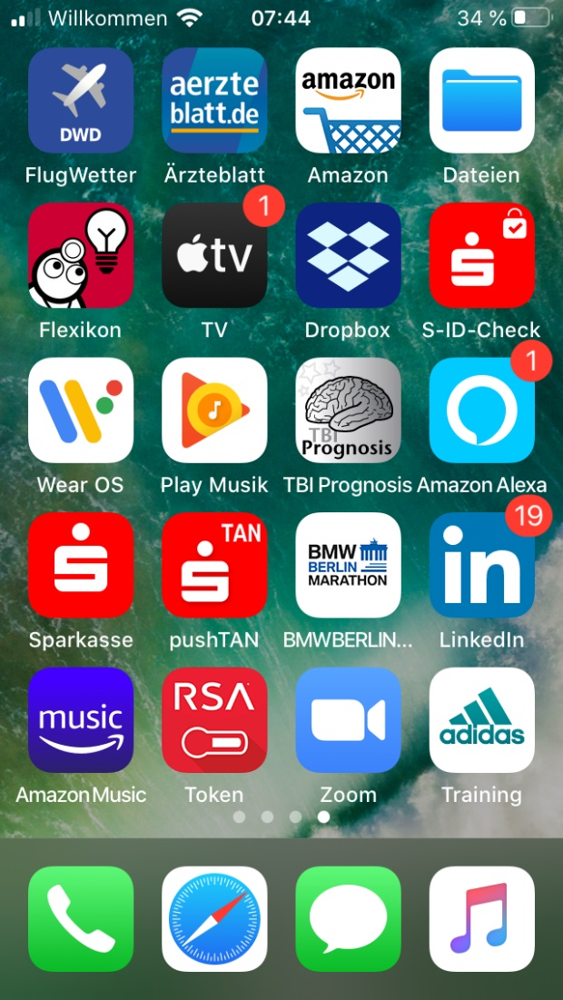 Willkommen 07:44 34 %
DWD
aerzte
blatt.de
amazon
FlugWetter Ärzteblatt Amazon Dateien
1
tv
Flexikon TV Dropbox S-ID-Check
1
TBI
Prognosis
Wear OS Play Musik TBI Prognosis Amazon Alexa
19
TAN
BMW
BERLIN
MARATHON
in
Sparkasse pushTAN BMWBERLIN... LinkedIn
music
RSA
adidas
Amazon Music Token Zoom Training